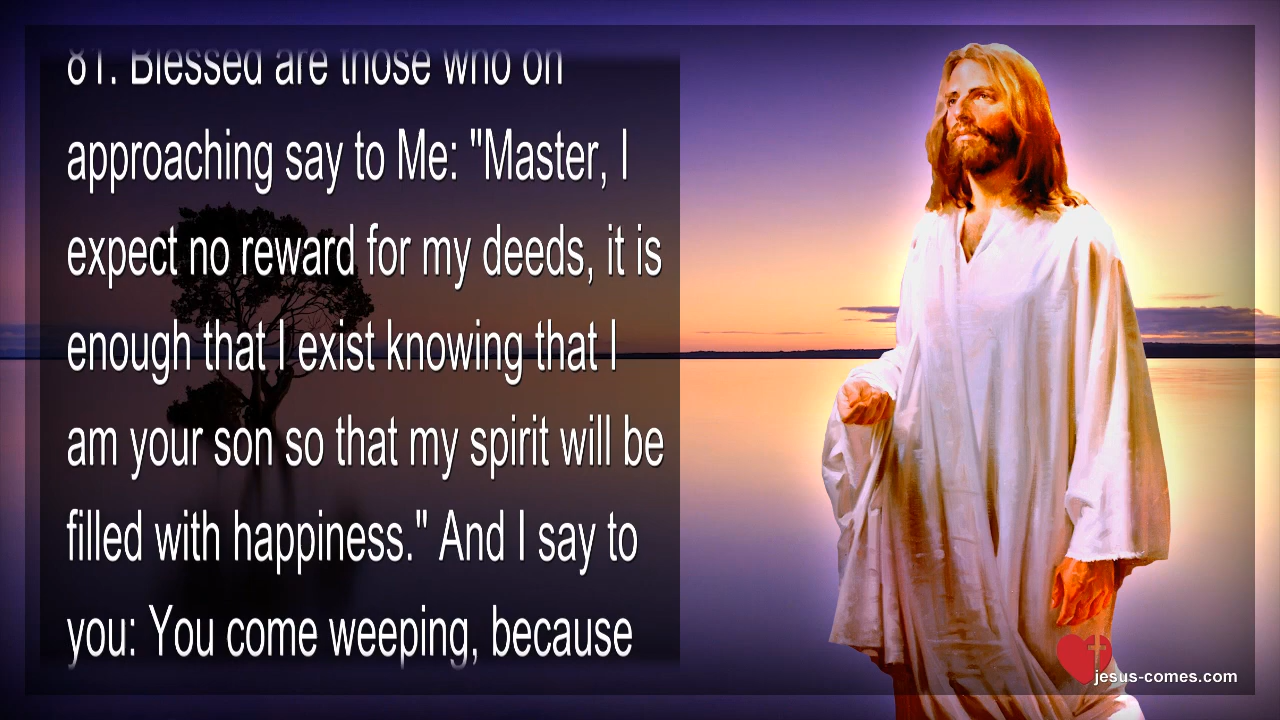 81. Blessed are those who on
approaching say to Me: "Master, I
expect no reward for my deeds, it is
enough that I exist knowing that I
am your son so that my spirit will be
filled with happiness." And I say to
you: You come weeping, because
jesus-comes.com